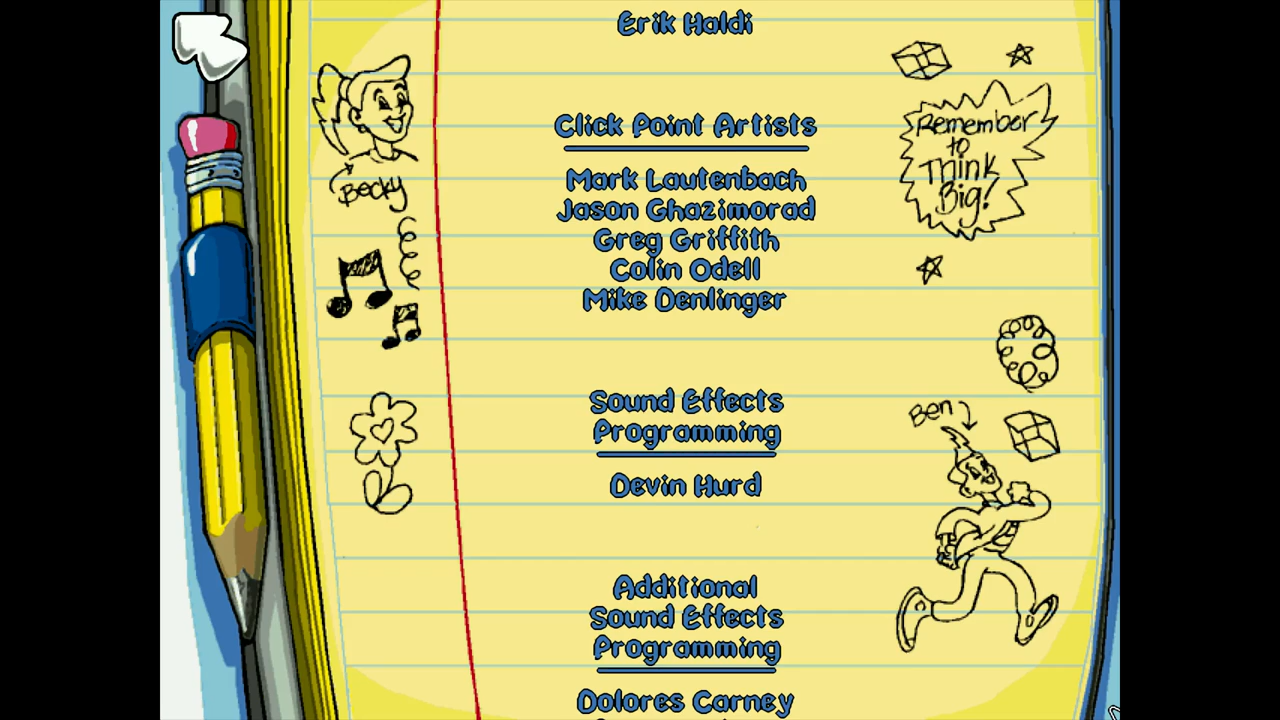 Erik Haldi
Click Point Artists
Mark Lautenbach
Jason Ghazimorad
Greg Griffith
Colin Odell
Mike Denlinger
Sound Effects
Programming
Devin Hurd
Additional
Sound Effects
Programming
Dolores Carney
Becky
Remember
to
Think
Big!
Ben